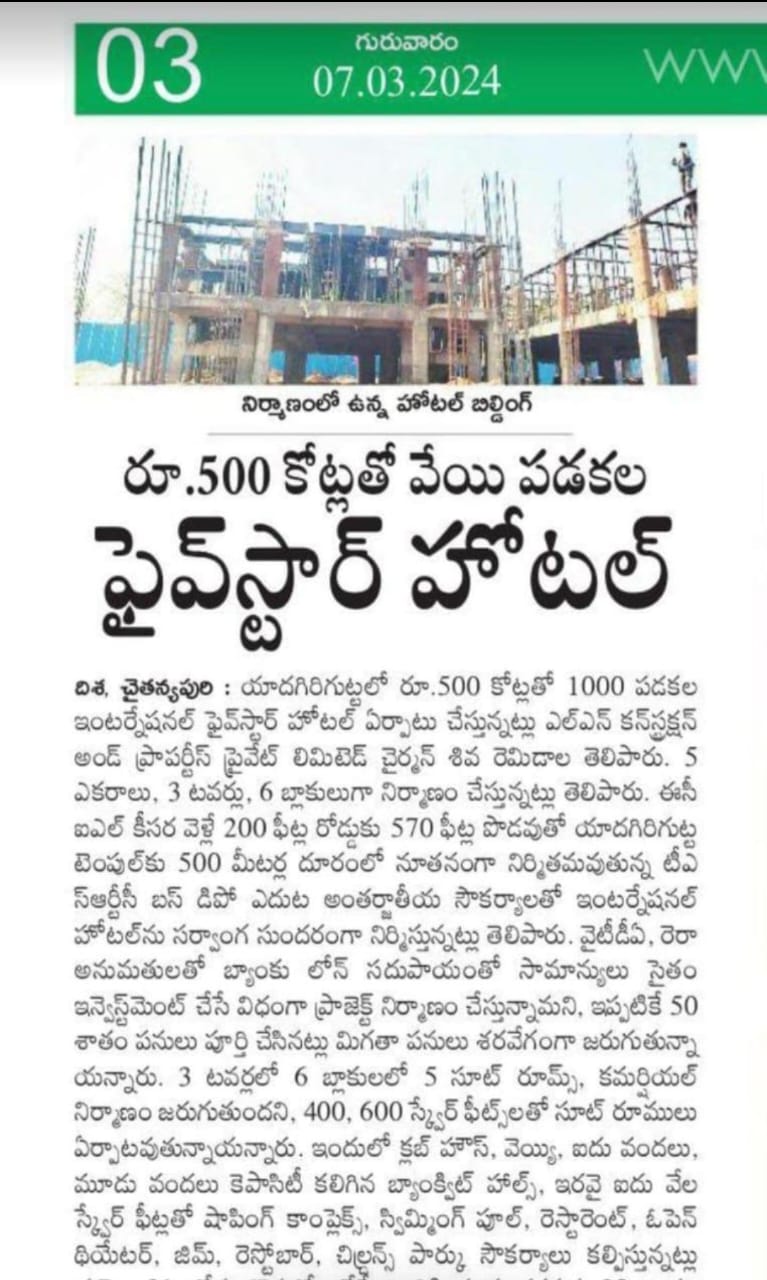 03
గురువారం
07.03.2024
WWW
నిర్మాణంలో ఉన్న హోటల్ బిల్డింగ్
రూ.500 కోట్లతో వేయి పడకల
ఫైవ్‌స్టార్ హోటల్
దిశ, చైతన్యపురి : యాదగిరిగుట్టలో రూ.500 కోట్లతో 1000 పడకల
ఇంటర్నేషనల్ ఫైవ్‌స్టార్ హోటల్ ఏర్పాటు చేస్తున్నట్లు ఎల్ఎన్ కన్‌స్ట్రక్షన్
అండ్ ప్రాపర్టీస్ ప్రైవేట్ లిమిటెడ్ చైర్మన్ శివ రెమిడాల తెలిపారు. 5
ఎకరాలు, 3 టవర్లు, 6 బ్లాకులుగా నిర్మాణం చేస్తున్నట్లు తెలిపారు. ఈసీ
ఐఎల్ కీసర వెళ్లే 200 ఫీట్ల రోడ్డుకు 570 ఫీట్ల పొడవుతో యాదగిరిగుట్ట
టెంపుల్‌కు 500 మీటర్ల దూరంలో నూతనంగా నిర్మితమవుతున్న టీఎ
స్ఆర్టీసీ బస్ డిపో ఎదుట అంతర్జాతీయ సౌకర్యాలతో ఇంటర్నేషనల్
హోటల్‌ను సర్వాంగ సుందరంగా నిర్మిస్తున్నట్లు తెలిపారు. వైటీడీఏ, రెరా
అనుమతులతో బ్యాంకు లోన్ సదుపాయంతో సామాన్యులు సైతం
ఇన్వెస్ట్‌మెంట్ చేసే విధంగా ప్రాజెక్ట్ నిర్మాణం చేస్తున్నామని, ఇప్పటికే 50
శాతం పనులు పూర్తి చేసినట్లు మిగతా పనులు శరవేగంగా జరుగుతున్నా
యన్నారు. 3 టవర్లలో 6 బ్లాకులలో 5 సూట్ రూమ్స్, కమర్షియల్
నిర్మాణం జరుగుతుందని, 400, 600 స్క్వేర్ ఫీట్స్‌లతో సూట్ రూములు
ఏర్పాటవుతున్నాయన్నారు. ఇందులో క్లబ్ హౌస్, వెయ్యి, ఐదు వందలు,
మూడు వందలు కెపాసిటీ కలిగిన బ్యాంక్విట్ హాల్స్, ఇరవై ఐదు వేల
స్క్వేర్ ఫీట్లతో షాపింగ్ కాంప్లెక్స్, స్విమ్మింగ్ పూల్, రెస్టారెంట్, ఓపెన్
థియేటర్, జిమ్, రెస్టోబార్, చిల్డ్రన్స్ పార్కు సౌకర్యాలు కల్పిస్తున్నట్లు